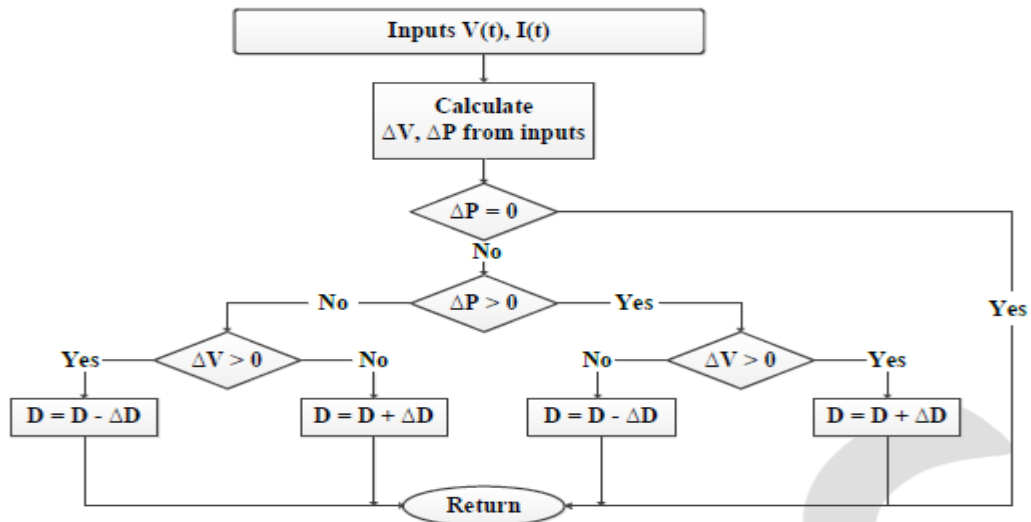 Inputs V(t), I(t)
Calculate
ΔV, ΔP from inputs
ΔP = 0
No
Yes
No
ΔP > 0
Yes
Yes
ΔV > 0
No
No
ΔV > 0
Yes
D = D - ΔD
D = D + ΔD
D = D - ΔD
D = D + ΔD
Return